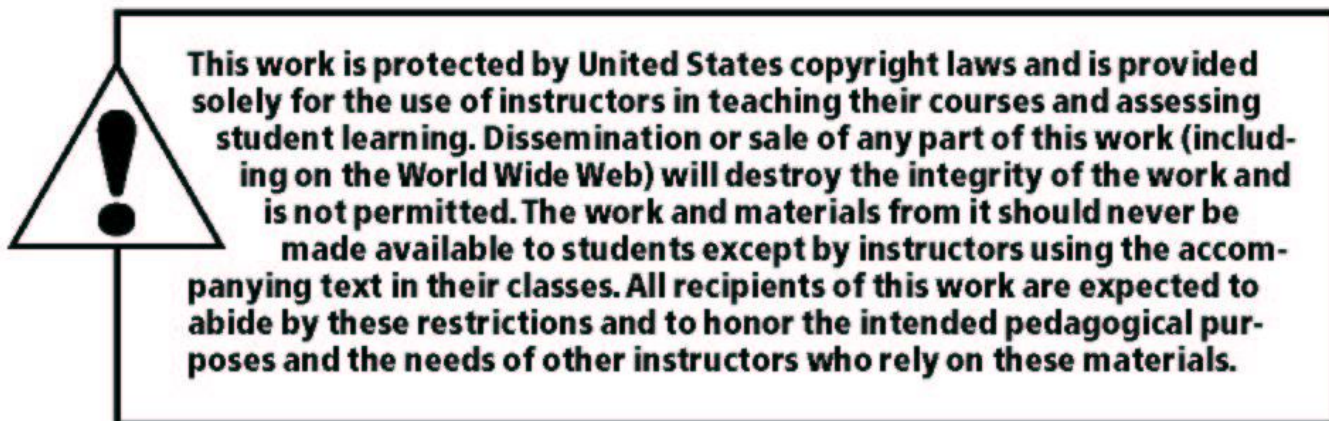 This work is protected by United States copyright laws and is provided
solely for the use of instructors in teaching their courses and assessing
student learning. Dissemination or sale of any part of this work (includ-
ing on the World Wide Web) will destroy the integrity of the work and
is not permitted. The work and materials from it should never be
made available to students except by instructors using the accom-
panying text in their classes. All recipients of this work are expected to
abide by these restrictions and to honor the intended pedagogical pur-
poses and the needs of other instructors who rely on these materials.